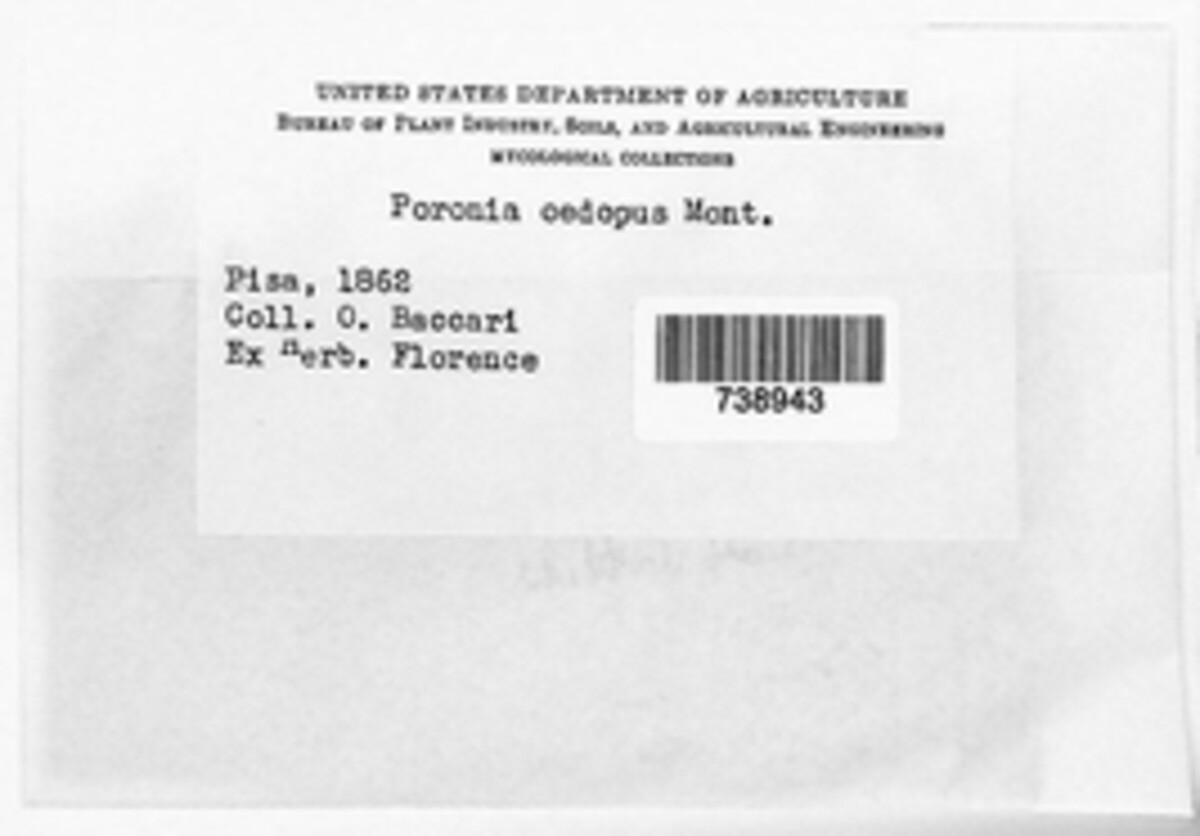 UNITED STATES DEPARTMENT OF AGRICULTURE
BUREAU OF PLANT INDUSTRY, SOILS, AND AGRICULTURAL ENGINEERING
MYCOLOGICAL COLLECTIONS
Poronia oedopus Mont.
Pisa, 1862
Coll. O. Baccari
Ex Herb. Florence
738943